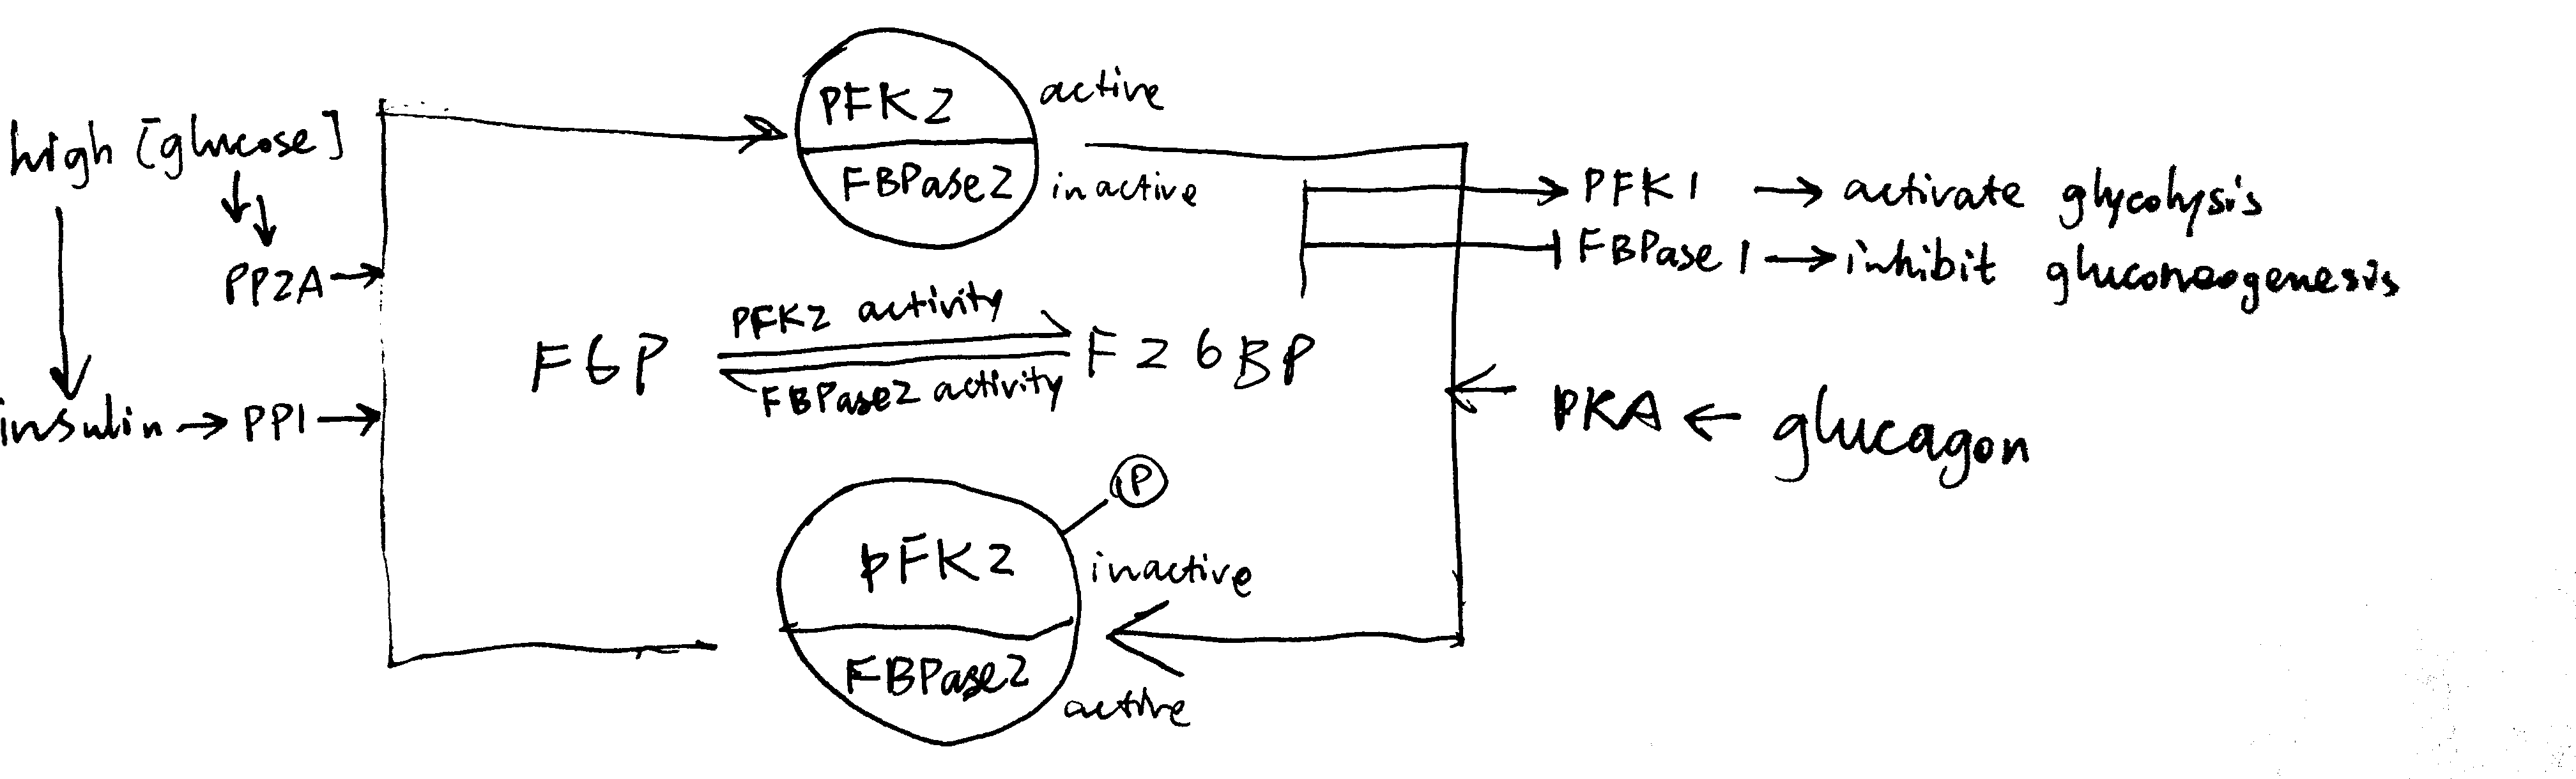 PFK2 active
FBPase2 inactive
high [glucose]
PP2A
insulin → PP1
F6P
PFK2 activity
FBPase2 activity
F26BP
PFK1 → activate glycolysis
FBPase1 → inhibit gluconeogenesis
PKA ← glucagon
P
PFK2 inactive
FBPase2 active